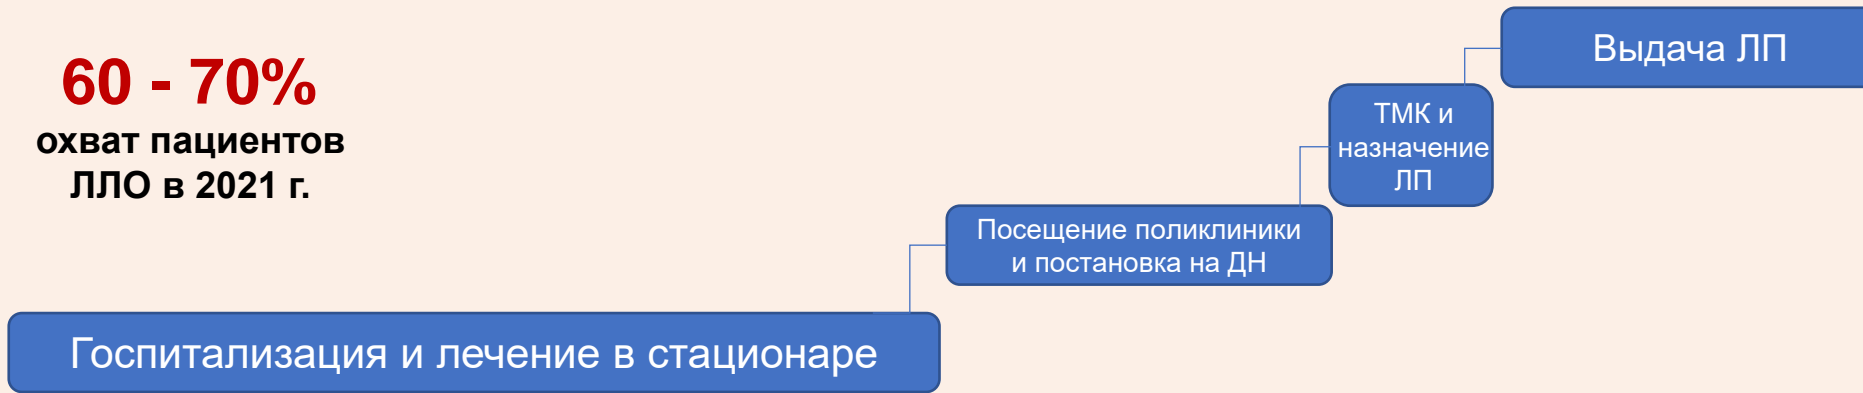 60 - 70%
охват пациентов
ЛЛО в 2021 г.
Выдача ЛП
ТМК и
назначение
ЛП
Посещение поликлиники
и постановка на ДН
Госпитализация и лечение в стационаре